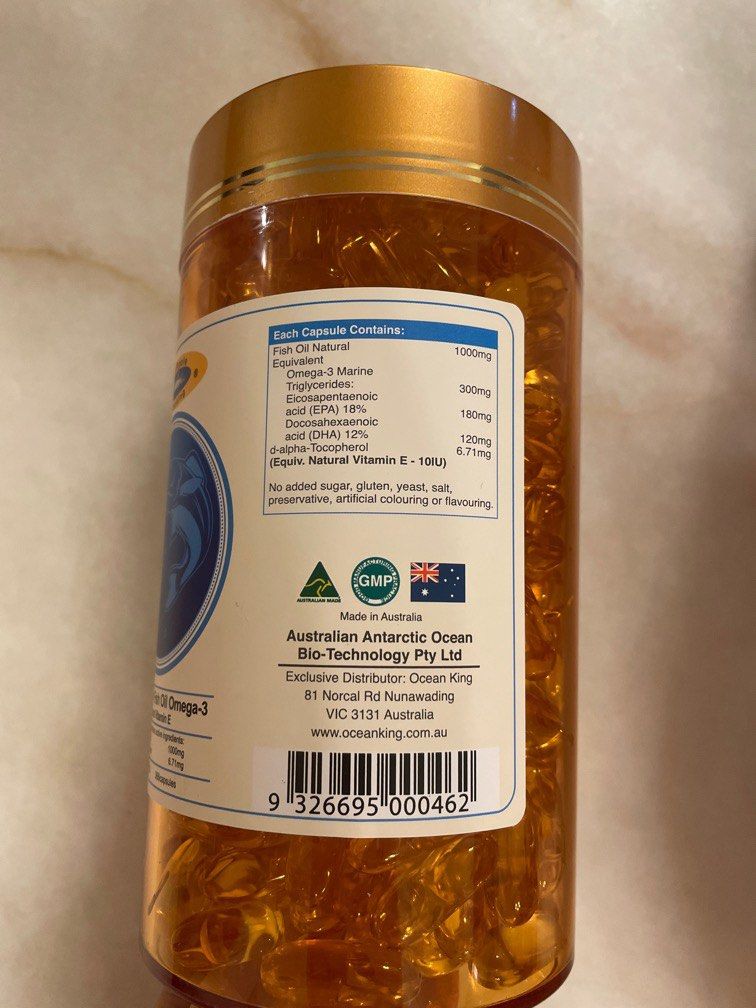 Each Capsule Contains:
Fish Oil Natural 1000mg
Equivalent
Omega-3 Marine
Triglycerides: 300mg
Eicosapentaenoic
acid (EPA) 18% 180mg
Docosahexaenoic
acid (DHA) 12% 120mg
d-alpha-Tocopherol 6.71mg
(Equiv. Natural Vitamin E - 10IU)
No added sugar, gluten, yeast, salt,
preservative, artificial colouring or flavouring.
AUSTRALIAN MADE
GMP
Made in Australia
Australian Antarctic Ocean
Bio-Technology Pty Ltd
Exclusive Distributor: Ocean King
81 Norcal Rd Nunawading
VIC 3131 Australia
www.oceanking.com.au
9 326695 000462
Oil Omega-3
Vitamin E
ingredients:
1000mg
6.71mg